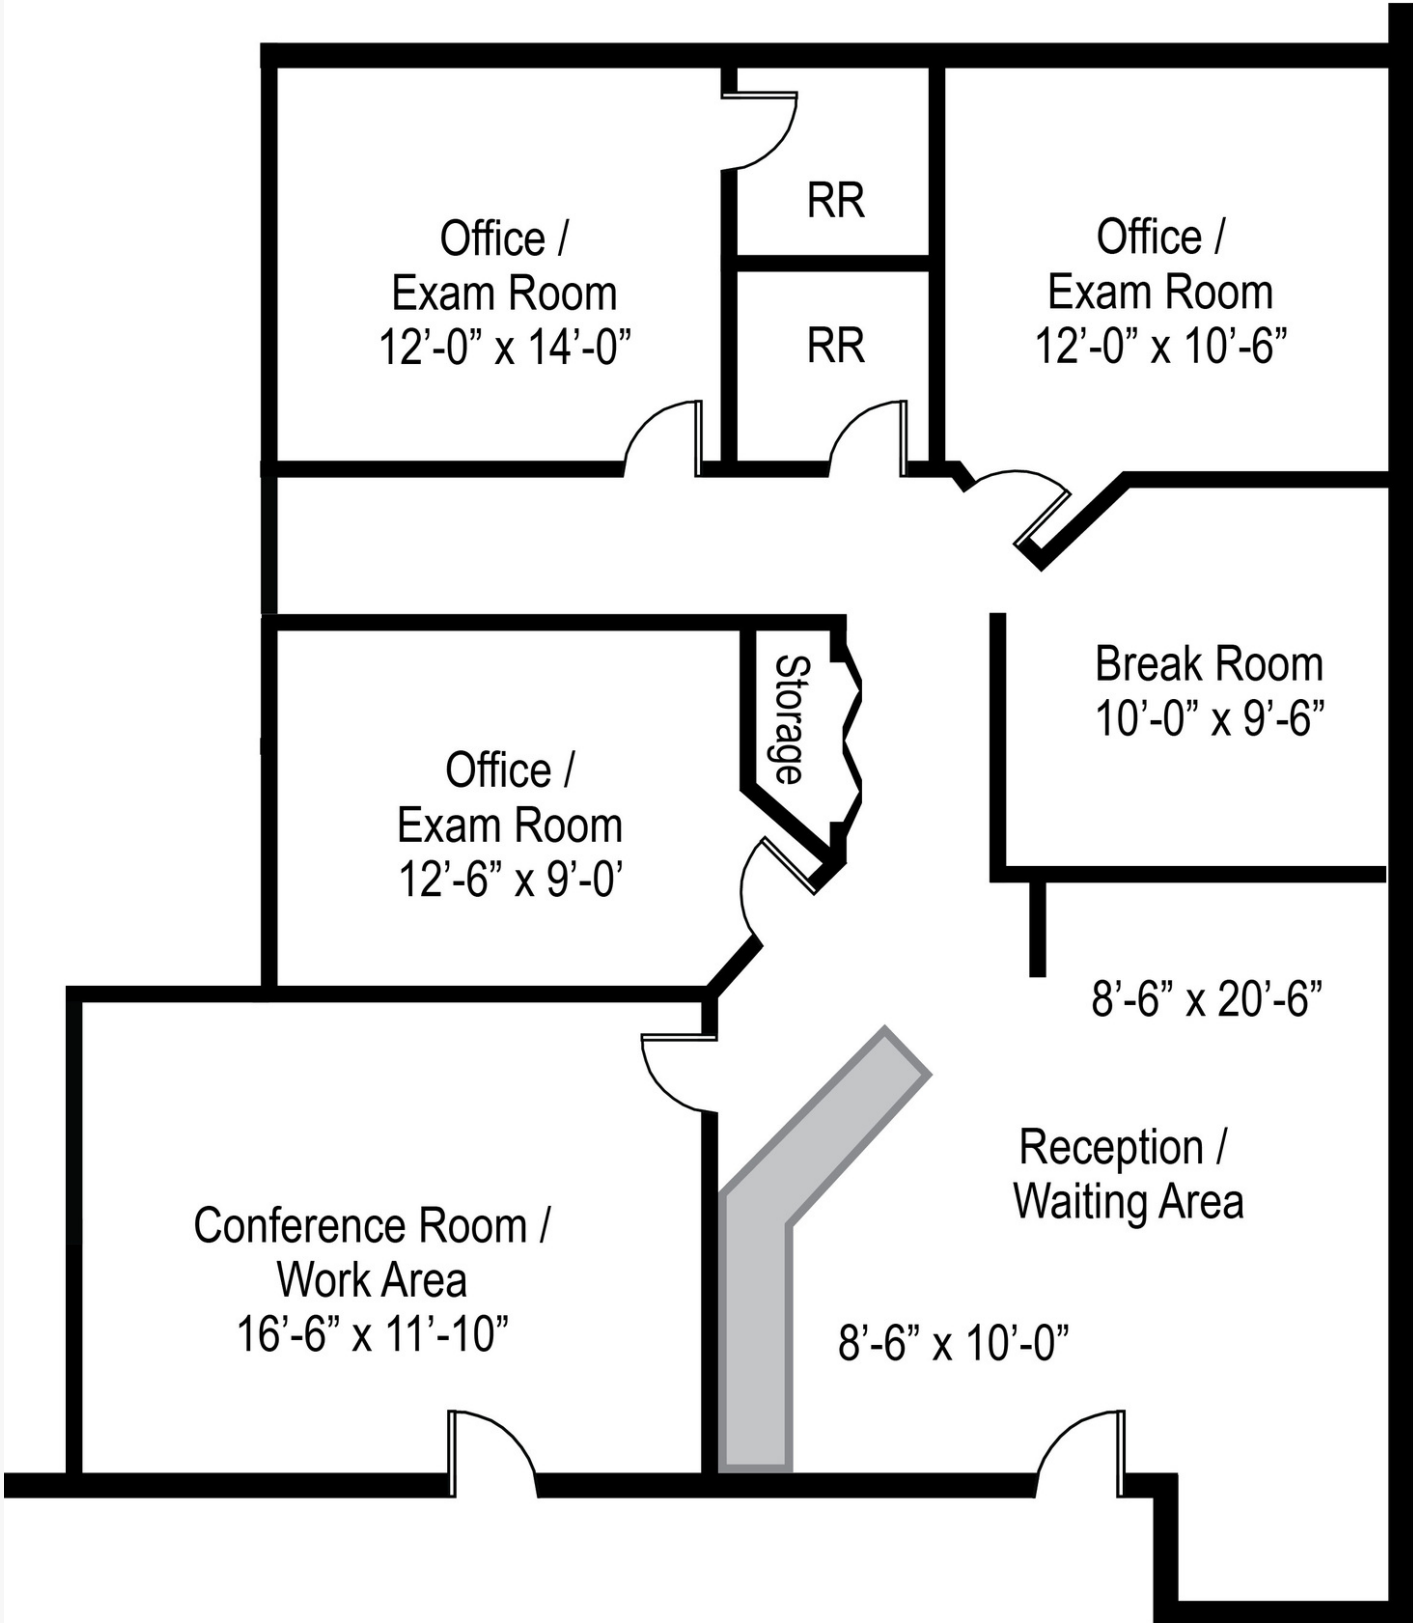 RR
Office /
Exam Room
12’-0” x 14’-0”
Office /
Exam Room
12’-0” x 10’-6”
RR
Storage
Break Room
10’-0” x 9’-6”
Office /
Exam Room
12’-6” x 9’-0’
8’-6” x 20’-6”
Reception /
Waiting Area
Conference Room /
Work Area
16’-6” x 11’-10”
8’-6” x 10’-0”